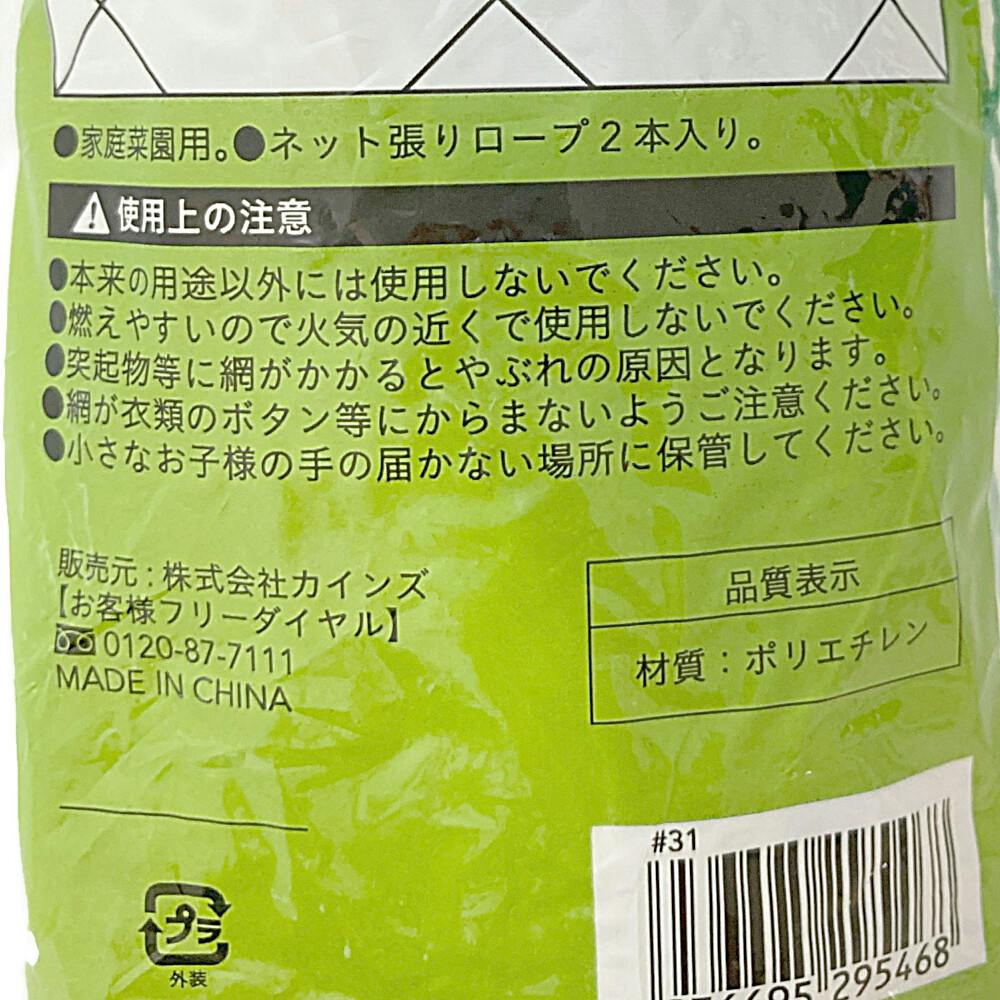 ●家庭菜園用。●ネット張りロープ2本入り。
使用上の注意
●本来の用途以外には使用しないでください。
●燃えやすいので火気の近くで使用しないでください。
●突起物等に網がかかるとやぶれの原因となります。
●網が衣類のボタン等にからまないようご注意ください。
●小さなお子様の手の届かない場所に保管してください。
販売元:株式会社カインズ
【お客様フリーダイヤル】
0120-87-7111
MADE IN CHINA
品質表示
材質:ポリエチレン
#31
295468
プラ
外装